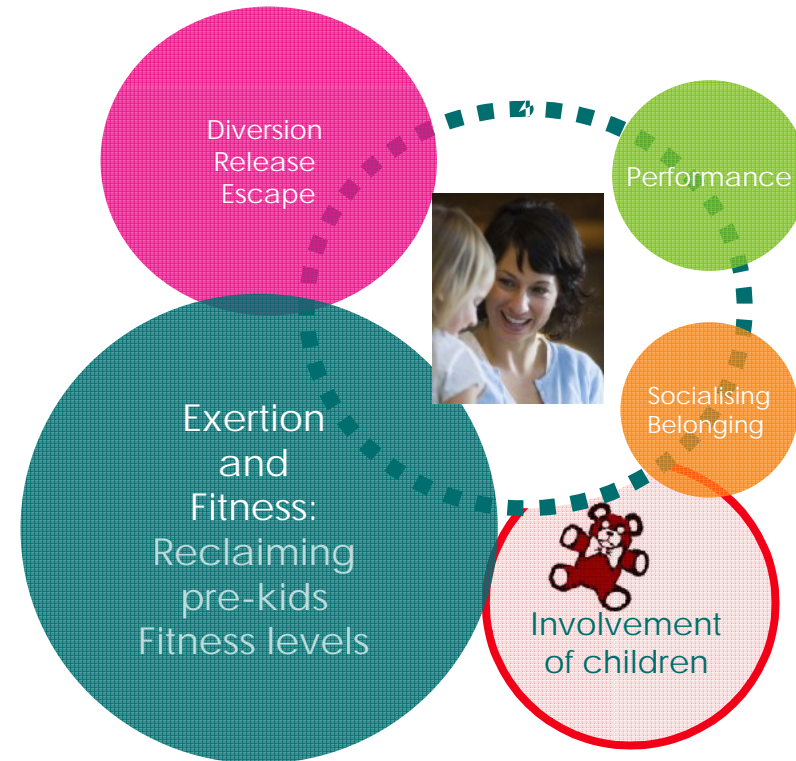 Diversion
Release
Escape
Performance
Socialising
Belonging
Exertion
and
Fitness:
Reclaiming
pre-kids
Fitness levels
Involvement
of children